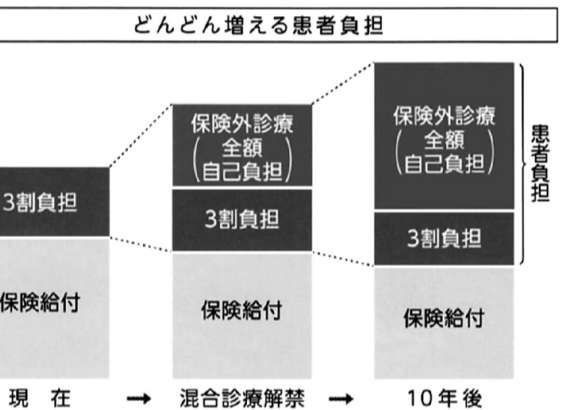 どんどん増える患者負担
3割負担
保険給付
現在
→
保険外診療
(全額
自己負担)
3割負担
保険給付
混合診療解禁
→
保険外診療
(全額
自己負担)
3割負担
保険給付
10年後
患者負担